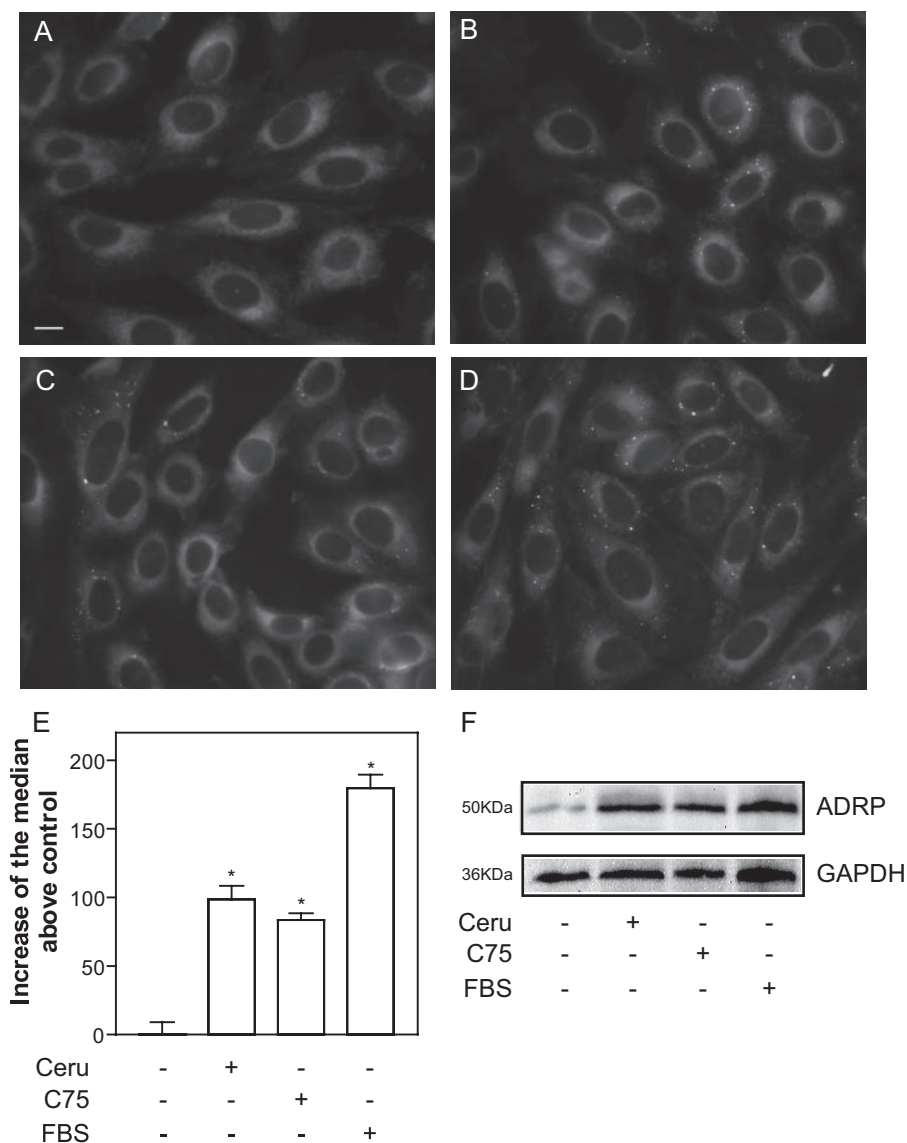 A
B
C
D
E
Increase of the median
above control
200
150
100
50
0
*
*
*
Ceru - + - -
C75 - - + -
FBS - - - +
F
50KDa ADRP
36KDa GAPDH
Ceru - + - -
C75 - - + -
FBS - - - +